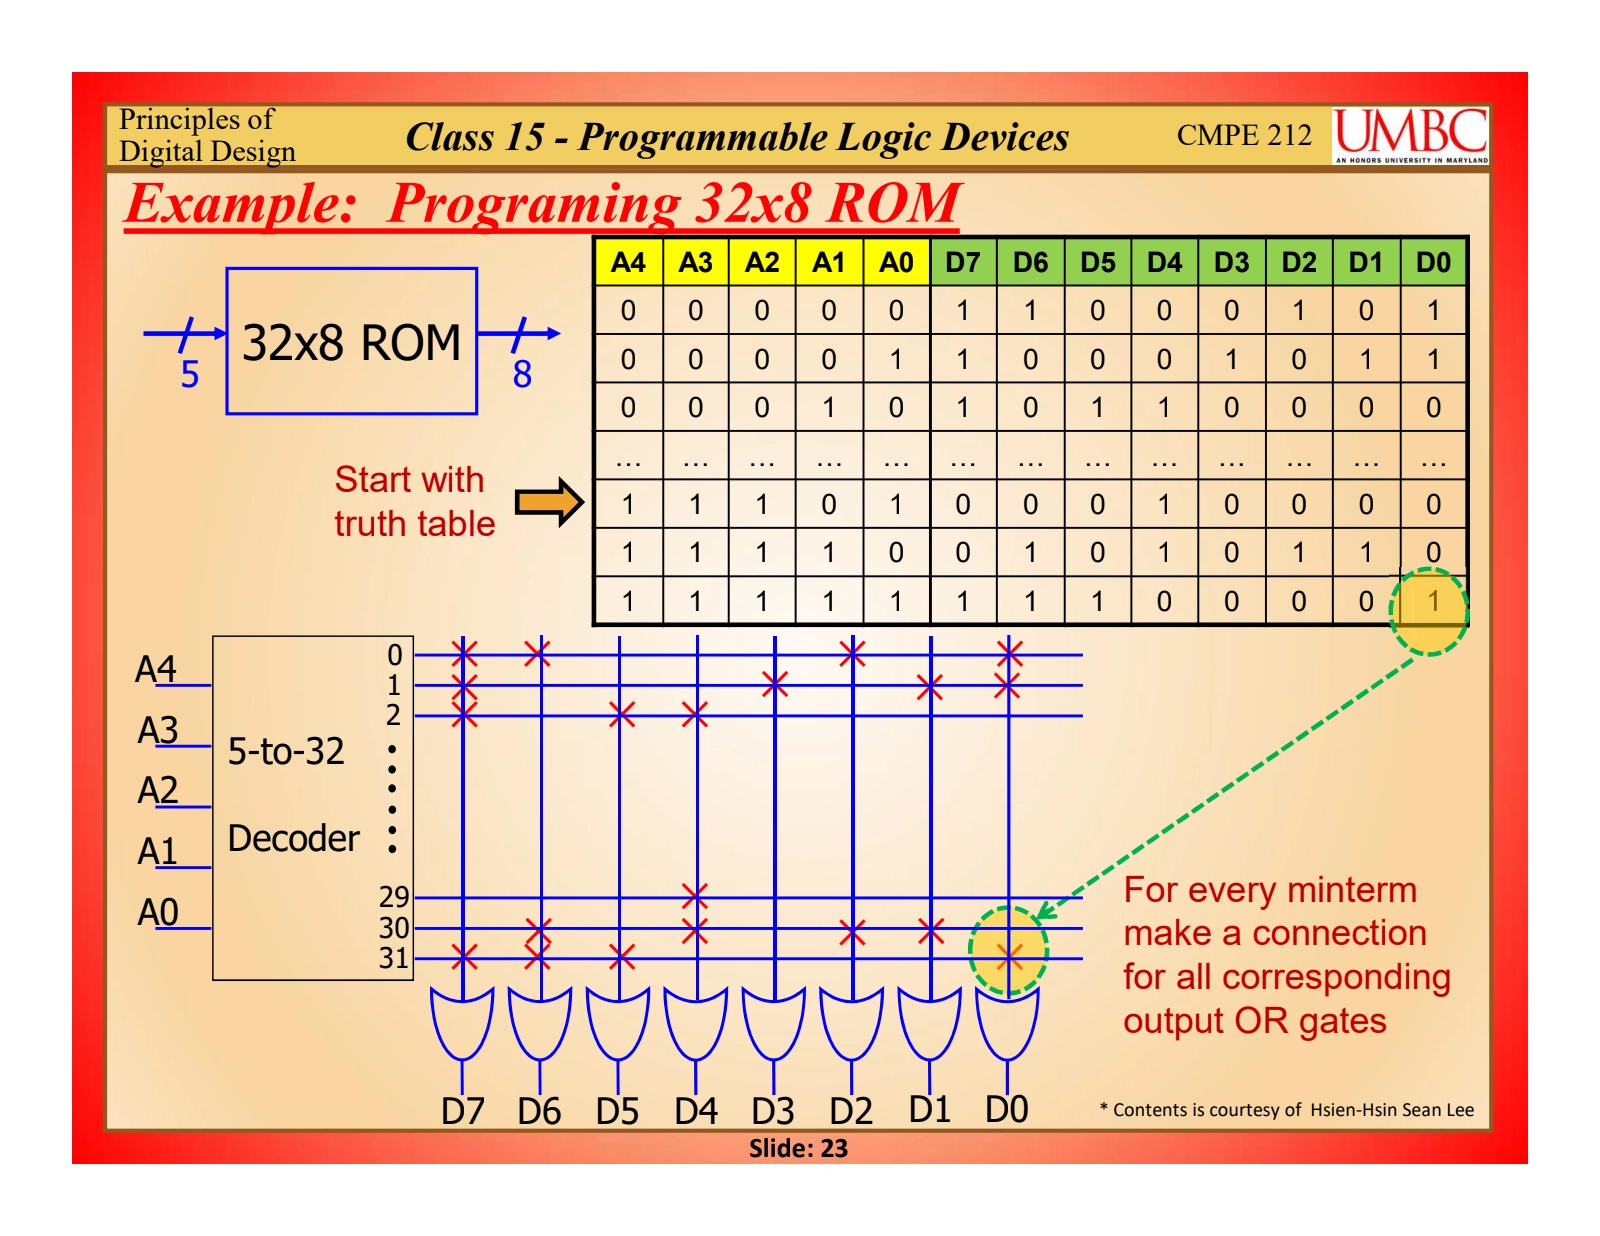 Principles of
Digital Design
Class 15 - Programmable Logic Devices
CMPE 212
UMBC
AN HONORS UNIVERSITY IN MARYLAND
Example: Programing 32x8 ROM
32x8 ROM
5
8
A4 A3 A2 A1 A0 D7 D6 D5 D4 D3 D2 D1 D0
0 0 0 0 0 1 1 0 0 0 1 0 1
0 0 0 0 1 1 0 0 0 1 0 1 1
0 0 0 1 0 1 0 1 1 0 0 0 0
... ... ... ... ... ... ... ... ... ... ... ... ...
1 1 1 0 1 0 0 0 1 0 0 0 0
1 1 1 1 0 0 1 0 1 0 1 1 0
1 1 1 1 1 1 1 1 0 0 0 0 1
Start with
truth table
A4
A3
A2
A1
A0
5-to-32
Decoder
0
1
2
29
30
31
D7 D6 D5 D4 D3 D2 D1 D0
For every minterm
make a connection
for all corresponding
output OR gates
* Contents is courtesy of Hsien-Hsin Sean Lee
Slide: 23